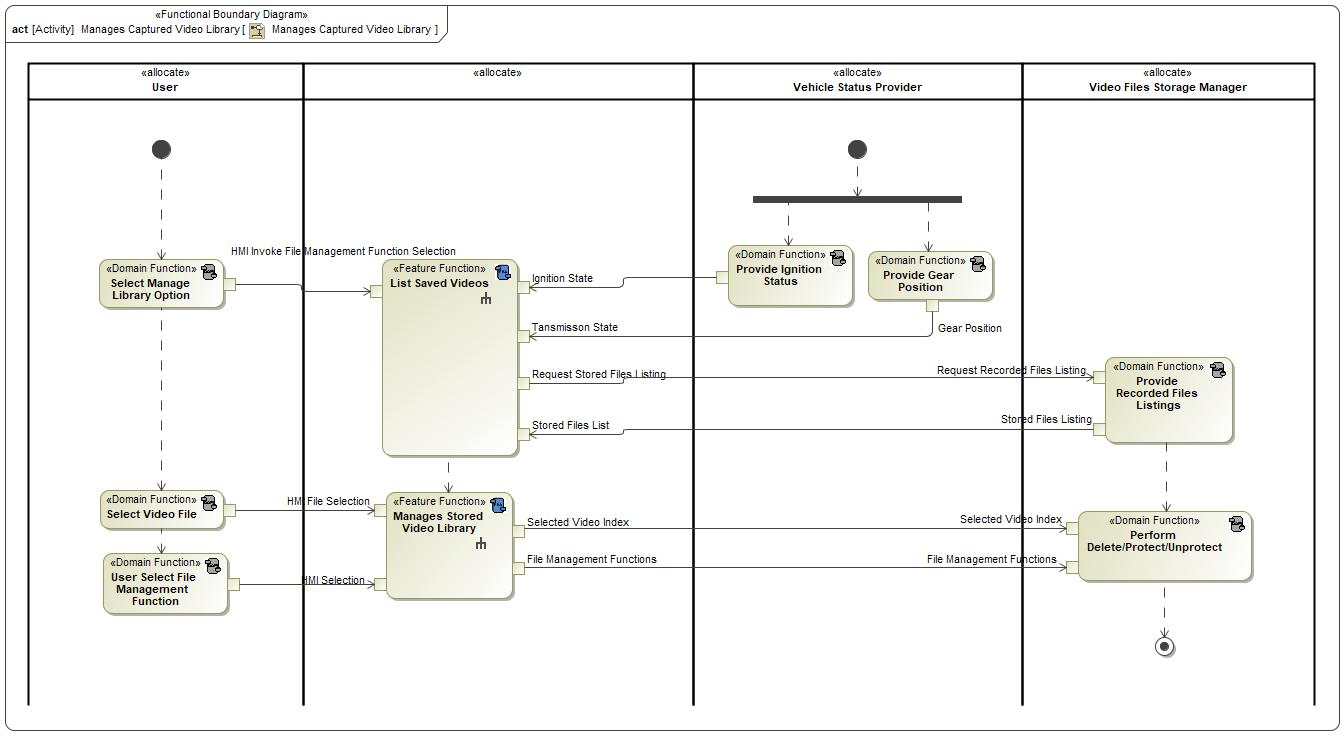 «Functional Boundary Diagram»
act [Activity] Manages Captured Video Library [ Manages Captured Video Library ]
«allocate»
User
«allocate»
«allocate»
Vehicle Status Provider
«allocate»
Video Files Storage Manager
HMI Invoke File Management Function Selection
«Domain Function»
Select Manage
Library Option
«Feature Function»
List Saved Videos
Ignition State
«Domain Function»
Provide Ignition
Status
«Domain Function»
Provide Gear
Position
Tansmisson State
Gear Position
Request Stored Files Listing
Request Recorded Files Listing
«Domain Function»
Provide
Recorded Files
Listings
Stored Files List
Stored Files Listing
«Domain Function»
Select Video File
HMI File Selection
«Feature Function»
Manages Stored
Video Library
Selected Video Index
Selected Video Index
«Domain Function»
Perform
Delete/Protect/Unprotect
File Management Functions
File Management Functions
«Domain Function»
User Select File
Management
Function
HMI Selection